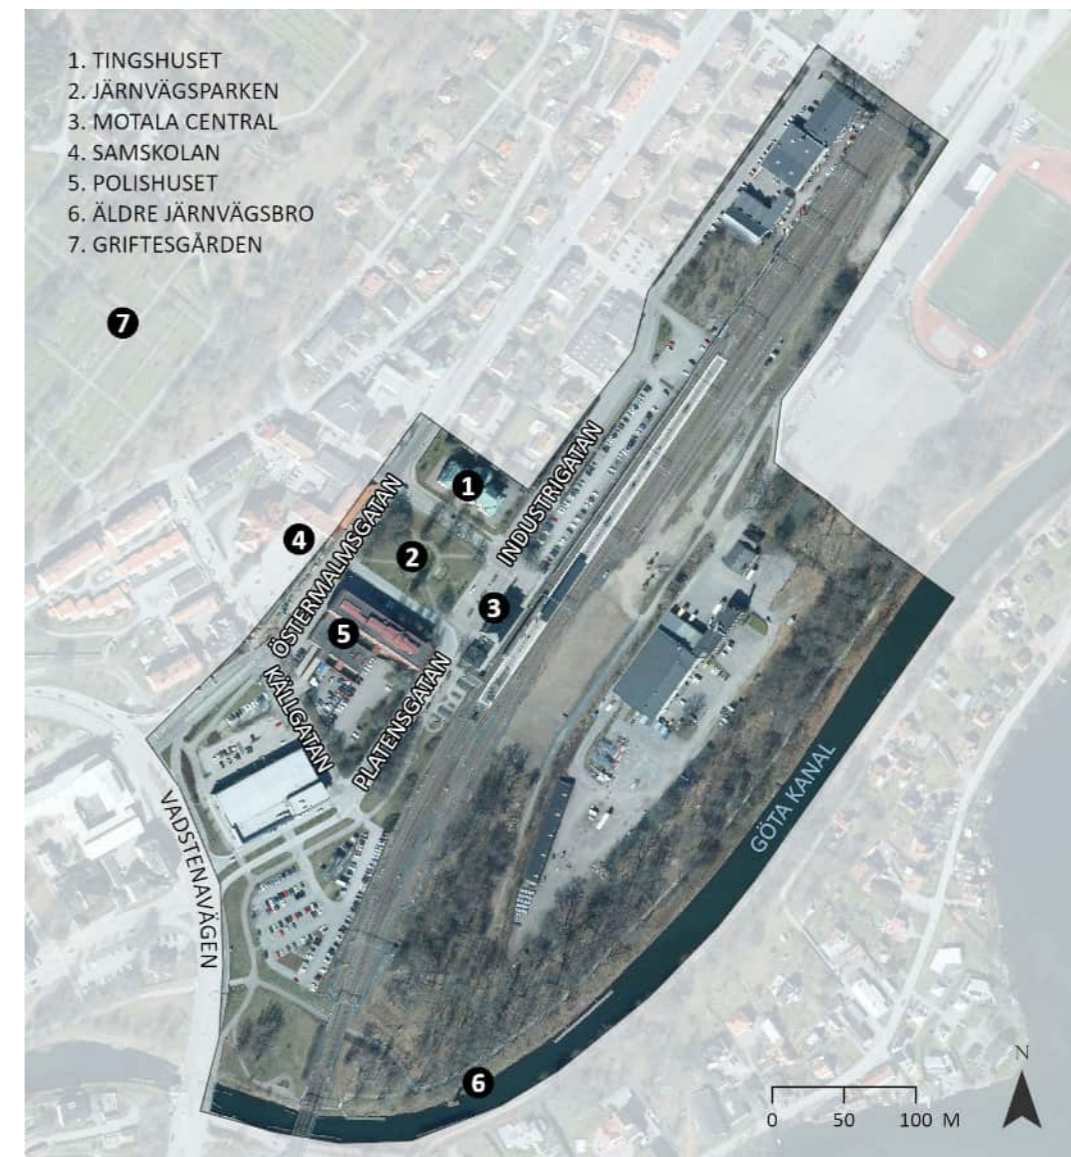 1. TINGSHUSET
2. JÄRNVÄGSPARKEN
3. MOTALA CENTRAL
4. SAMSKOLAN
5. POLISHUSET
6. ÄLDRE JÄRNVÄGSBRO
7. GRIFTESGÅRDEN
7
1
INDUSTRIGATAN
ÖSTERMALMSGATAN
4
2
3
5
KÄLLGATAN
PLATENSGATAN
VADSTENAVÄGEN
GÖTA KANAL
6
N
0 50 100 M